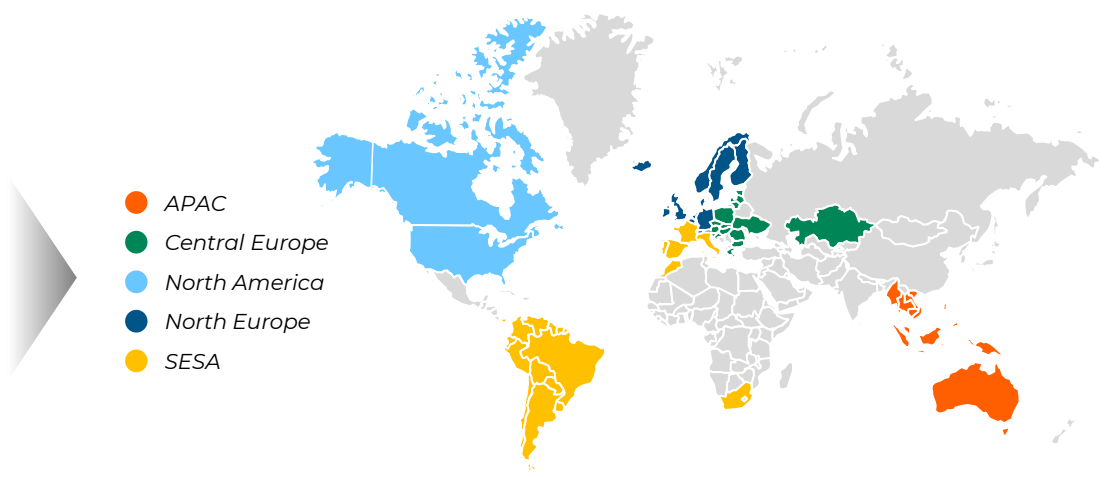 APAC
Central Europe
North America
North Europe
SESA